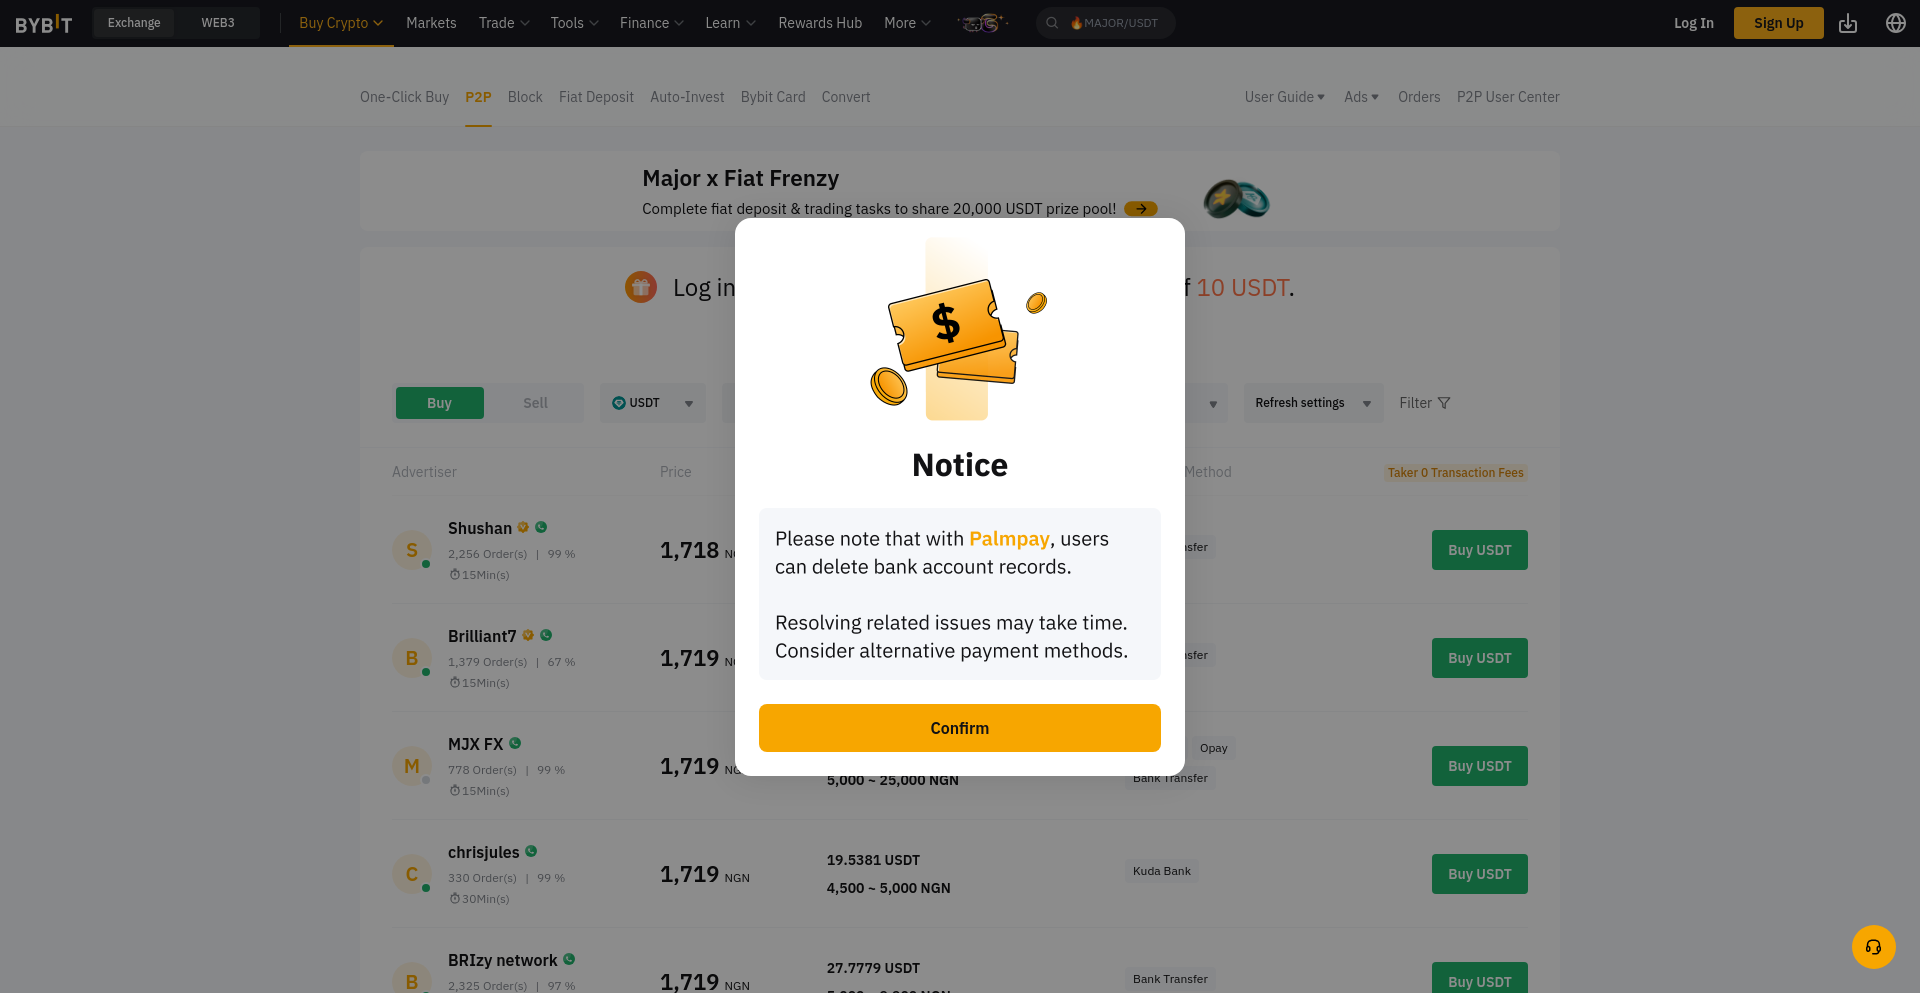 BYBIT Exchange WEB3 Buy Crypto Markets Trade Tools Finance Learn Rewards Hub More 🔥MAJOR/USDT Log In Sign Up
One-Click Buy P2P Block Fiat Deposit Auto-Invest Bybit Card Convert User Guide Ads Orders P2P User Center
Major x Fiat Frenzy
Complete fiat deposit & trading tasks to share 20,000 USDT prize pool!
Log in 10 USDT.
Buy Sell USDT Refresh settings Filter
Advertiser Price Method Taker 0 Transaction Fees
S
Shushan
2,256 Order(s) | 99 %
15Min(s)
1,718
Buy USDT
B
Brilliant7
1,379 Order(s) | 67 %
15Min(s)
1,719
Buy USDT
M
MJX FX
778 Order(s) | 99 %
15Min(s)
1,719
5,000 ~ 25,000 NGN
Opay
Bank Transfer
Buy USDT
C
chrisjules
330 Order(s) | 99 %
30Min(s)
1,719 NGN
19.5381 USDT
4,500 ~ 5,000 NGN
Kuda Bank
Buy USDT
B
BRIzy network
2,325 Order(s) | 97 %
1,719 NGN
27.7779 USDT
Bank Transfer
Buy USDT
$
Notice
Please note that with Palmpay, users
can delete bank account records.
Resolving related issues may take time.
Consider alternative payment methods.
Confirm